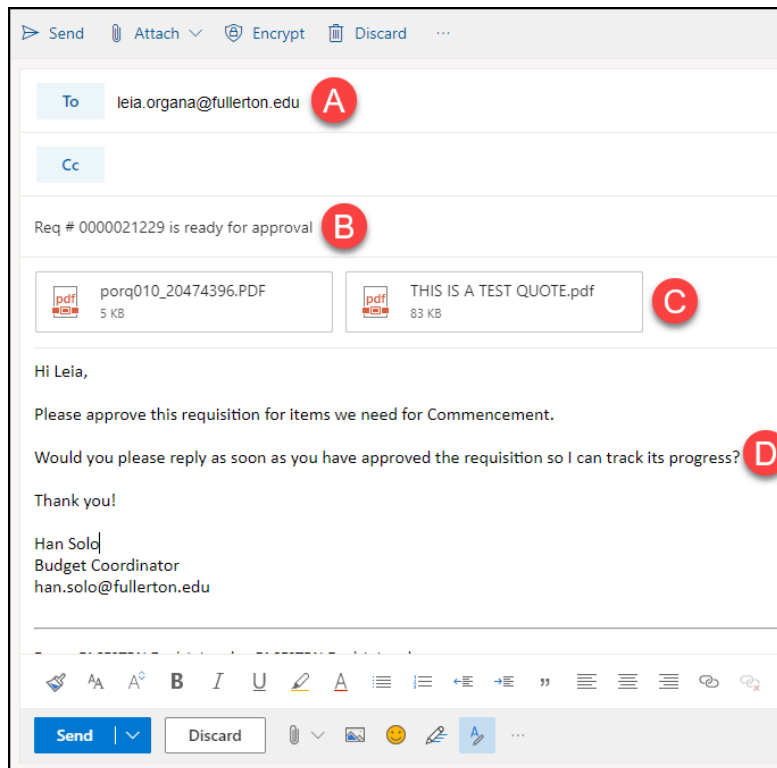 Send Attach Encrypt Discard ...
To leia.organa@fullerton.edu A
Cc
Req # 0000021229 is ready for approval B
pdf porq010_20474396.PDF pdf THIS IS A TEST QUOTE.pdf C
5 KB 83 KB
Hi Leia,
Please approve this requisition for items we need for Commencement.
Would you please reply as soon as you have approved the requisition so I can track its progress? D
Thank you!
Han Solo
Budget Coordinator
han.solo@fullerton.edu
AA A B I U A "
Send Discard ...